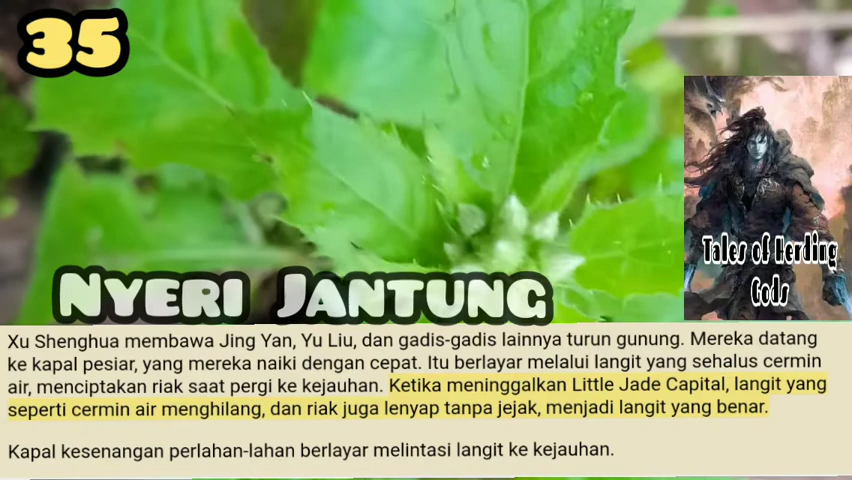 35
Tales of Herding
Gods
NYERI JANTUNG
Xu Shenghua membawa Jing Yan, Yu Liu, dan gadis-gadis lainnya turun gunung. Mereka datang
ke kapal pesiar, yang mereka naiki dengan cepat. Itu berlayar melalui langit yang sehalus cermin
air, menciptakan riak saat pergi ke kejauhan. Ketika meninggalkan Little Jade Capital, langit yang
seperti cermin air menghilang, dan riak juga lenyap tanpa jejak, menjadi langit yang benar.
Kapal kesenangan perlahan-lahan berlayar melintasi langit ke kejauhan.